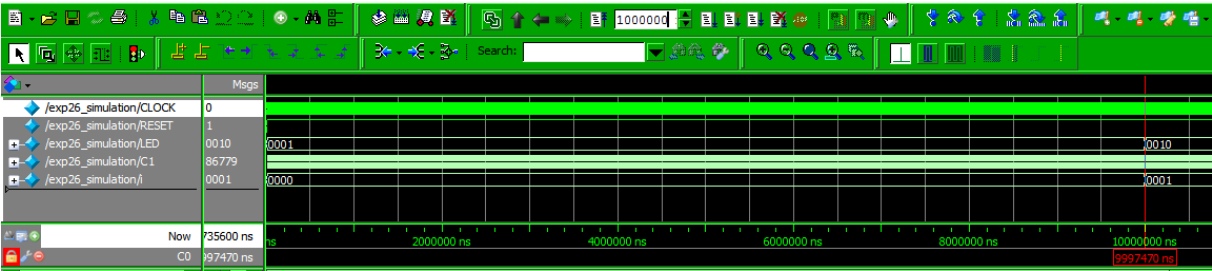 1000000
Search:
Msgs
/exp26_simulation/CLOCK 0
/exp26_simulation/RESET 1
/exp26_simulation/LED 0010 0001 0010
/exp26_simulation/C1 86779
/exp26_simulation/i 0001 0000 0001
Now 735600 ns ns 2000000 ns 4000000 ns 6000000 ns 8000000 ns 10000000 ns
C0 997470 ns 9997470 ns